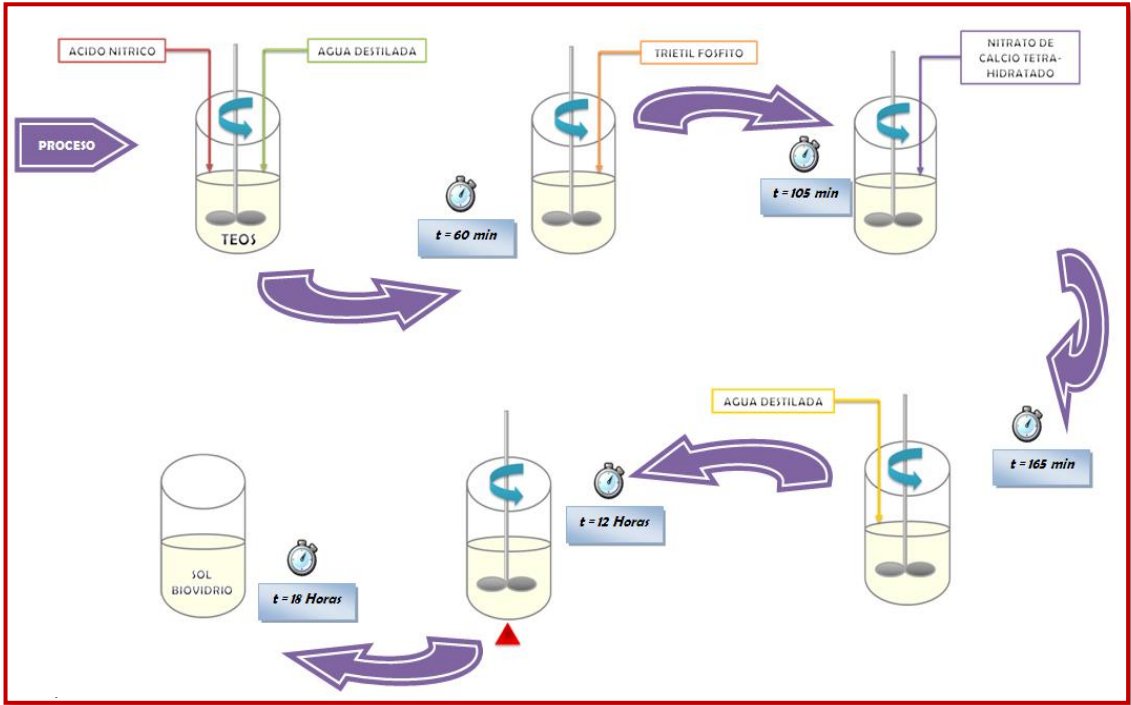 PROCESO
ACIDO NITRICO
AGUA DESTILADA
TEOS
t = 60 min
TRIETIL FOSFITO
t = 105 min
NITRATO DE
CALCIO TETRA-
HIDRATADO
t = 165 min
AGUA DESTILADA
t = 12 Horas
t = 18 Horas
SOL
BIOVIDRIO